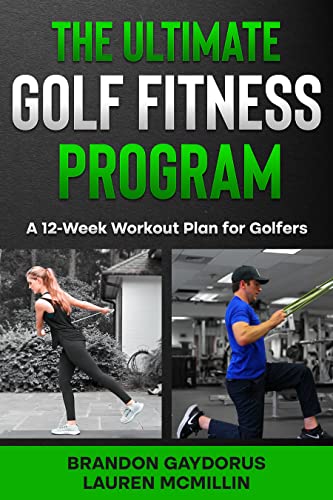 THE ULTIMATE
GOLF FITNESS
PROGRAM
A 12-Week Workout Plan for Golfers
BRANDON GAYDORUS
LAUREN MCMILLIN